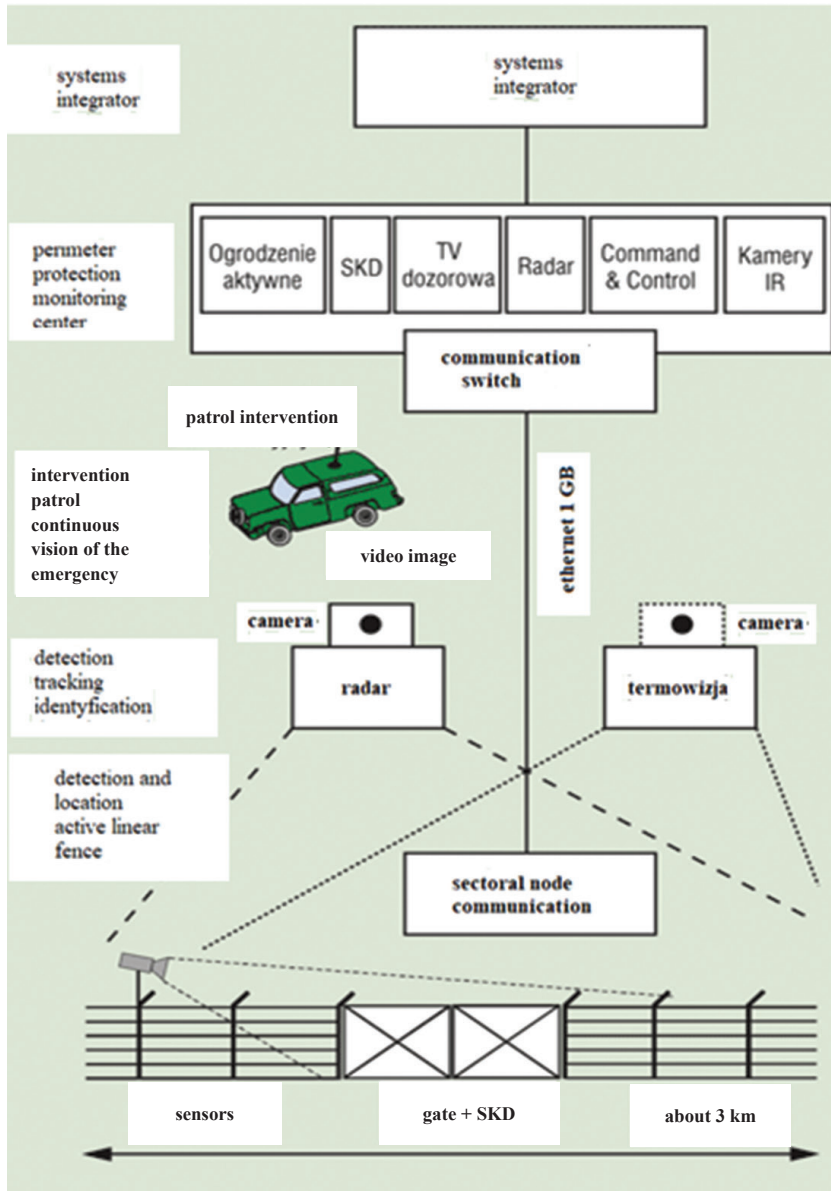 systems
integrator
systems
integrator
perimeter
protection
monitoring
center
Ogrodzenie
aktywne
SKD
TV
dozorowa
Radar
Command
& Control
Kamery
IR
communication
switch
patrol intervention
intervention
patrol
continuous
vision of the
emergency
video image
ethernet 1 GB
camera
camera
detection
tracking
identyfication
radar
termowizja
detection and
location
active linear
fence
sectoral node
communication
sensors
gate + SKD
about 3 km